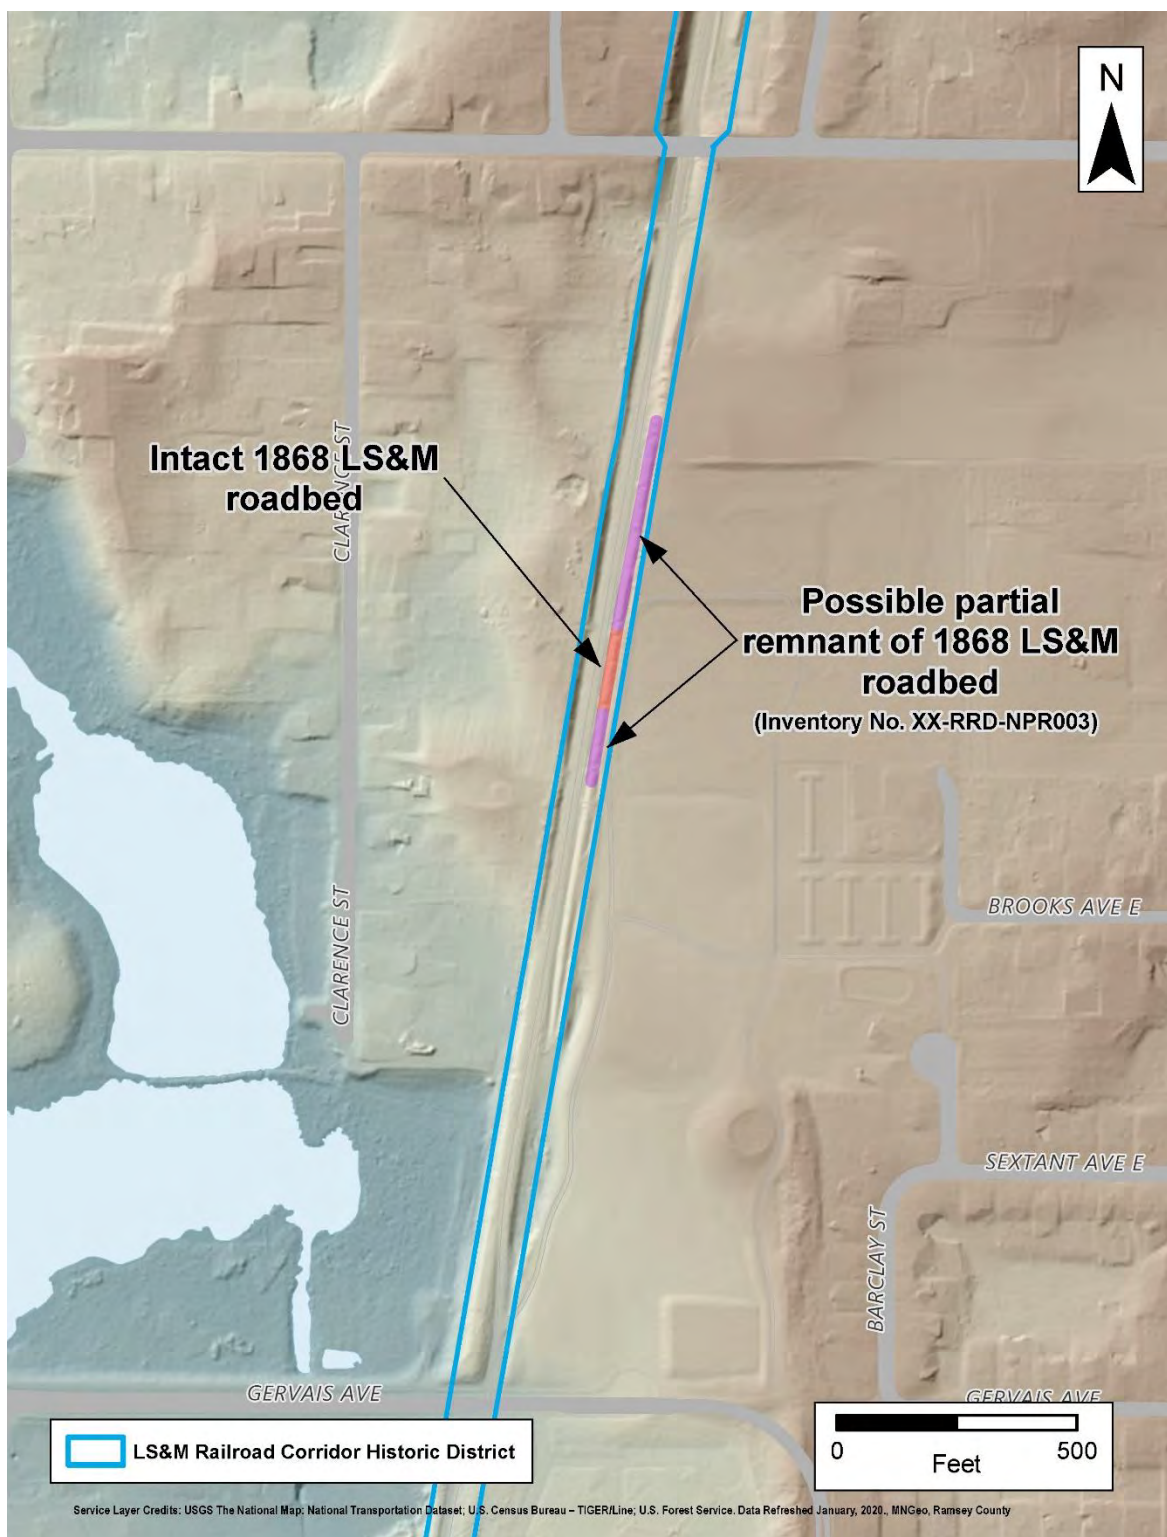 N
CLARENCE ST
Intact 1868 LS&M
roadbed
Possible partial
remnant of 1868 LS&M
roadbed
(Inventory No. XX-RRD-NPR003)
CLARENCE ST
BROOKS AVE E
SEXTANT AVE E
BARCLAY ST
GERVAIS AVE
GERVAIS AVE
LS&M Railroad Corridor Historic District
0 500
Feet
Service Layer Credits: USGS The National Map: National Transportation Dataset; U.S. Census Bureau – TIGER/Line; U.S. Forest Service. Data Refreshed January, 2020., MNGeo, Ramsey County